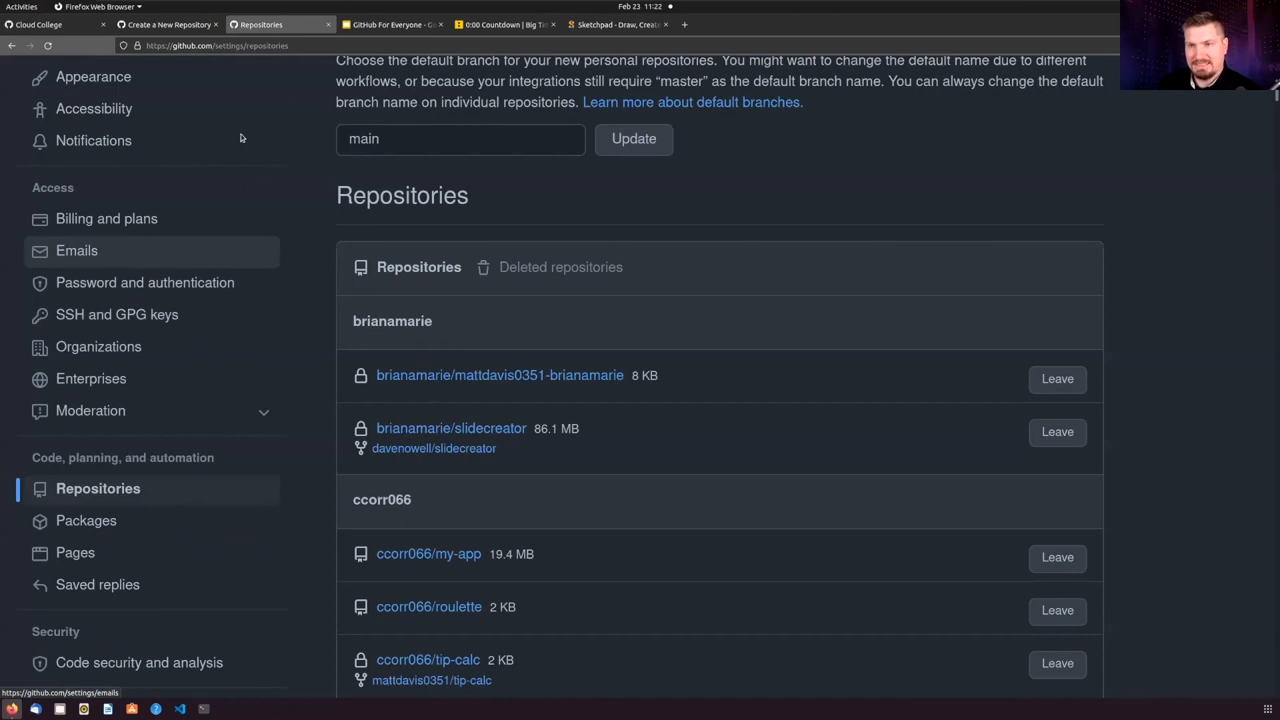 Activities
Firefox Web Browser
Feb 23 11:22
Cloud College
Create a New Repository
Repositories
GitHub For Everyone - Go
0:00 Countdown | Big Ti
Sketchpad - Draw, Create
https://github.com/settings/repositories
Appearance
Accessibility
Notifications
Access
Billing and plans
Emails
Password and authentication
SSH and GPG keys
Organizations
Enterprises
Moderation
Code, planning, and automation
Repositories
Packages
Pages
Saved replies
Security
Code security and analysis
https://github.com/settings/emails
Choose the default branch for your new personal repositories. You might want to change the default name due to different
workflows, or because your integrations still require “master” as the default branch name. You can always change the
default branch name on individual repositories. Learn more about default branches.
main
Update
Repositories
Repositories
Deleted repositories
brianamarie
brianamarie/mattdavis0351-brianamarie 8 KB
Leave
brianamarie/slidecreator 86.1 MB
Leave
davenowell/slidecreator
ccorr066
ccorr066/my-app 19.4 MB
Leave
ccorr066/roulette 2 KB
Leave
ccorr066/tip-calc 2 KB
Leave
mattdavis0351/tip-calc